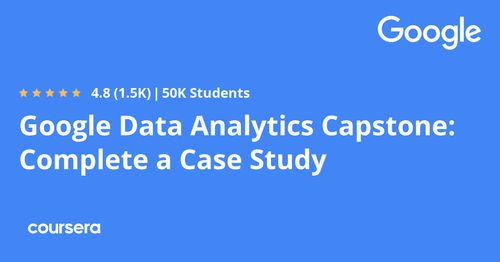 Google
4.8 (1.5K) | 50K Students
Google Data Analytics Capstone:
Complete a Case Study
coursera